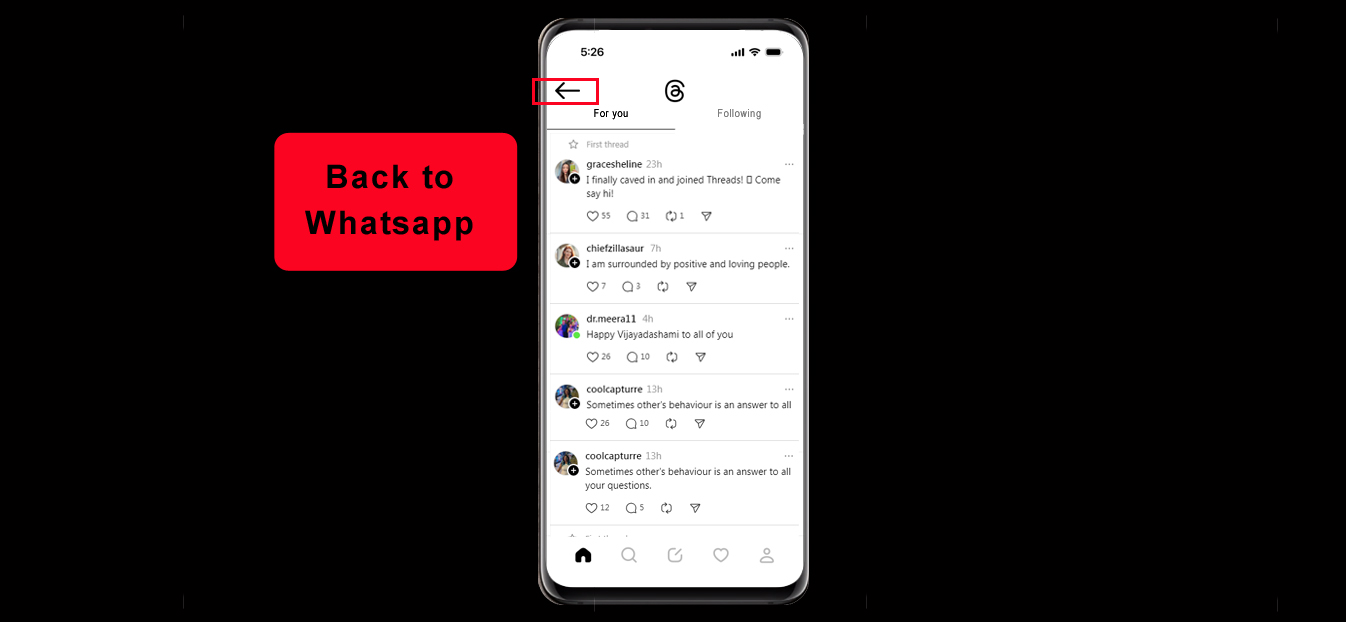 5:26
For you
Following
First thread
gracesheline 23h
I finally caved in and joined Threads! Come
say hi!
55 31 1
chiefzillasaur 7h
I am surrounded by positive and loving people.
7 3
dr.meera11 4h
Happy Vijayadashami to all of you
26 10
coolcapturre 13h
Sometimes other's behaviour is an answer to all
26 10
coolcapturre 13h
Sometimes other's behaviour is an answer to all
your questions.
12 5
Back to
Whatsapp